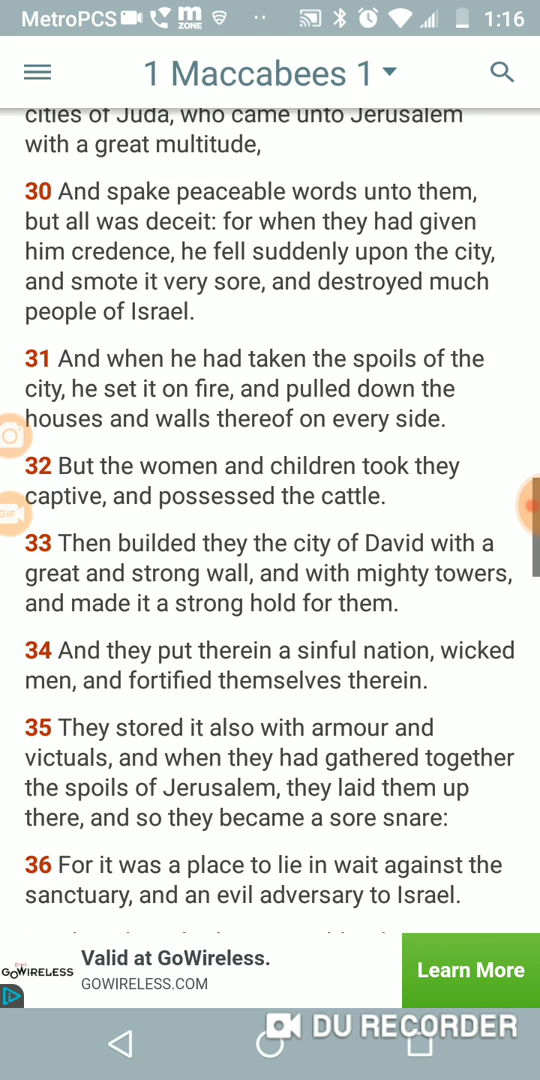 MetroPCS
m
ZONE
1:16
1 Maccabees 1
cities of Juda, who came unto Jerusalem
with a great multitude,
30 And spake peaceable words unto them,
but all was deceit: for when they had given
him credence, he fell suddenly upon the city,
and smote it very sore, and destroyed much
people of Israel.
31 And when he had taken the spoils of the
city, he set it on fire, and pulled down the
houses and walls thereof on every side.
32 But the women and children took they
captive, and possessed the cattle.
GIF
33 Then builded they the city of David with a
great and strong wall, and with mighty towers,
and made it a strong hold for them.
34 And they put therein a sinful nation, wicked
men, and fortified themselves therein.
35 They stored it also with armour and
victuals, and when they had gathered together
the spoils of Jerusalem, they laid them up
there, and so they became a sore snare:
36 For it was a place to lie in wait against the
sanctuary, and an evil adversary to Israel.
GOWIRELESS
Valid at GoWireless.
GOWIRELESS.COM
Learn More
DU RECORDER